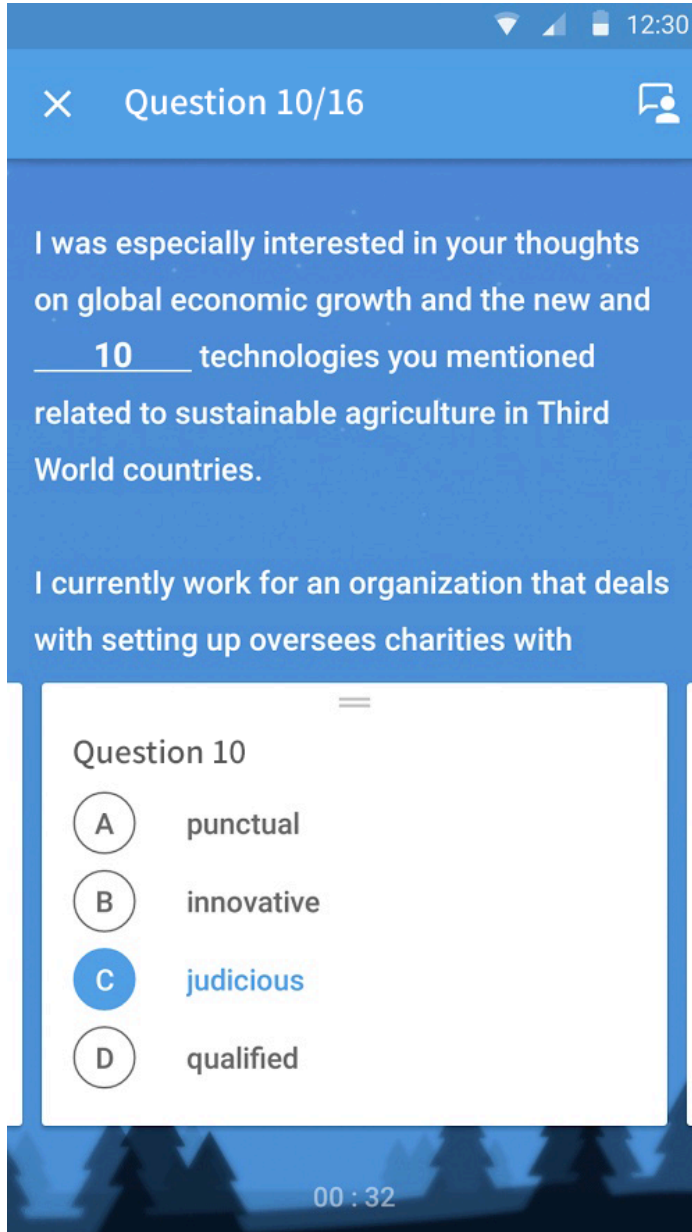 12:30
Question 10/16
I was especially interested in your thoughts
on global economic growth and the new and
10 technologies you mentioned
related to sustainable agriculture in Third
World countries.
I currently work for an organization that deals
with setting up oversees charities with
Question 10
A punctual
B innovative
C judicious
D qualified
00 : 32